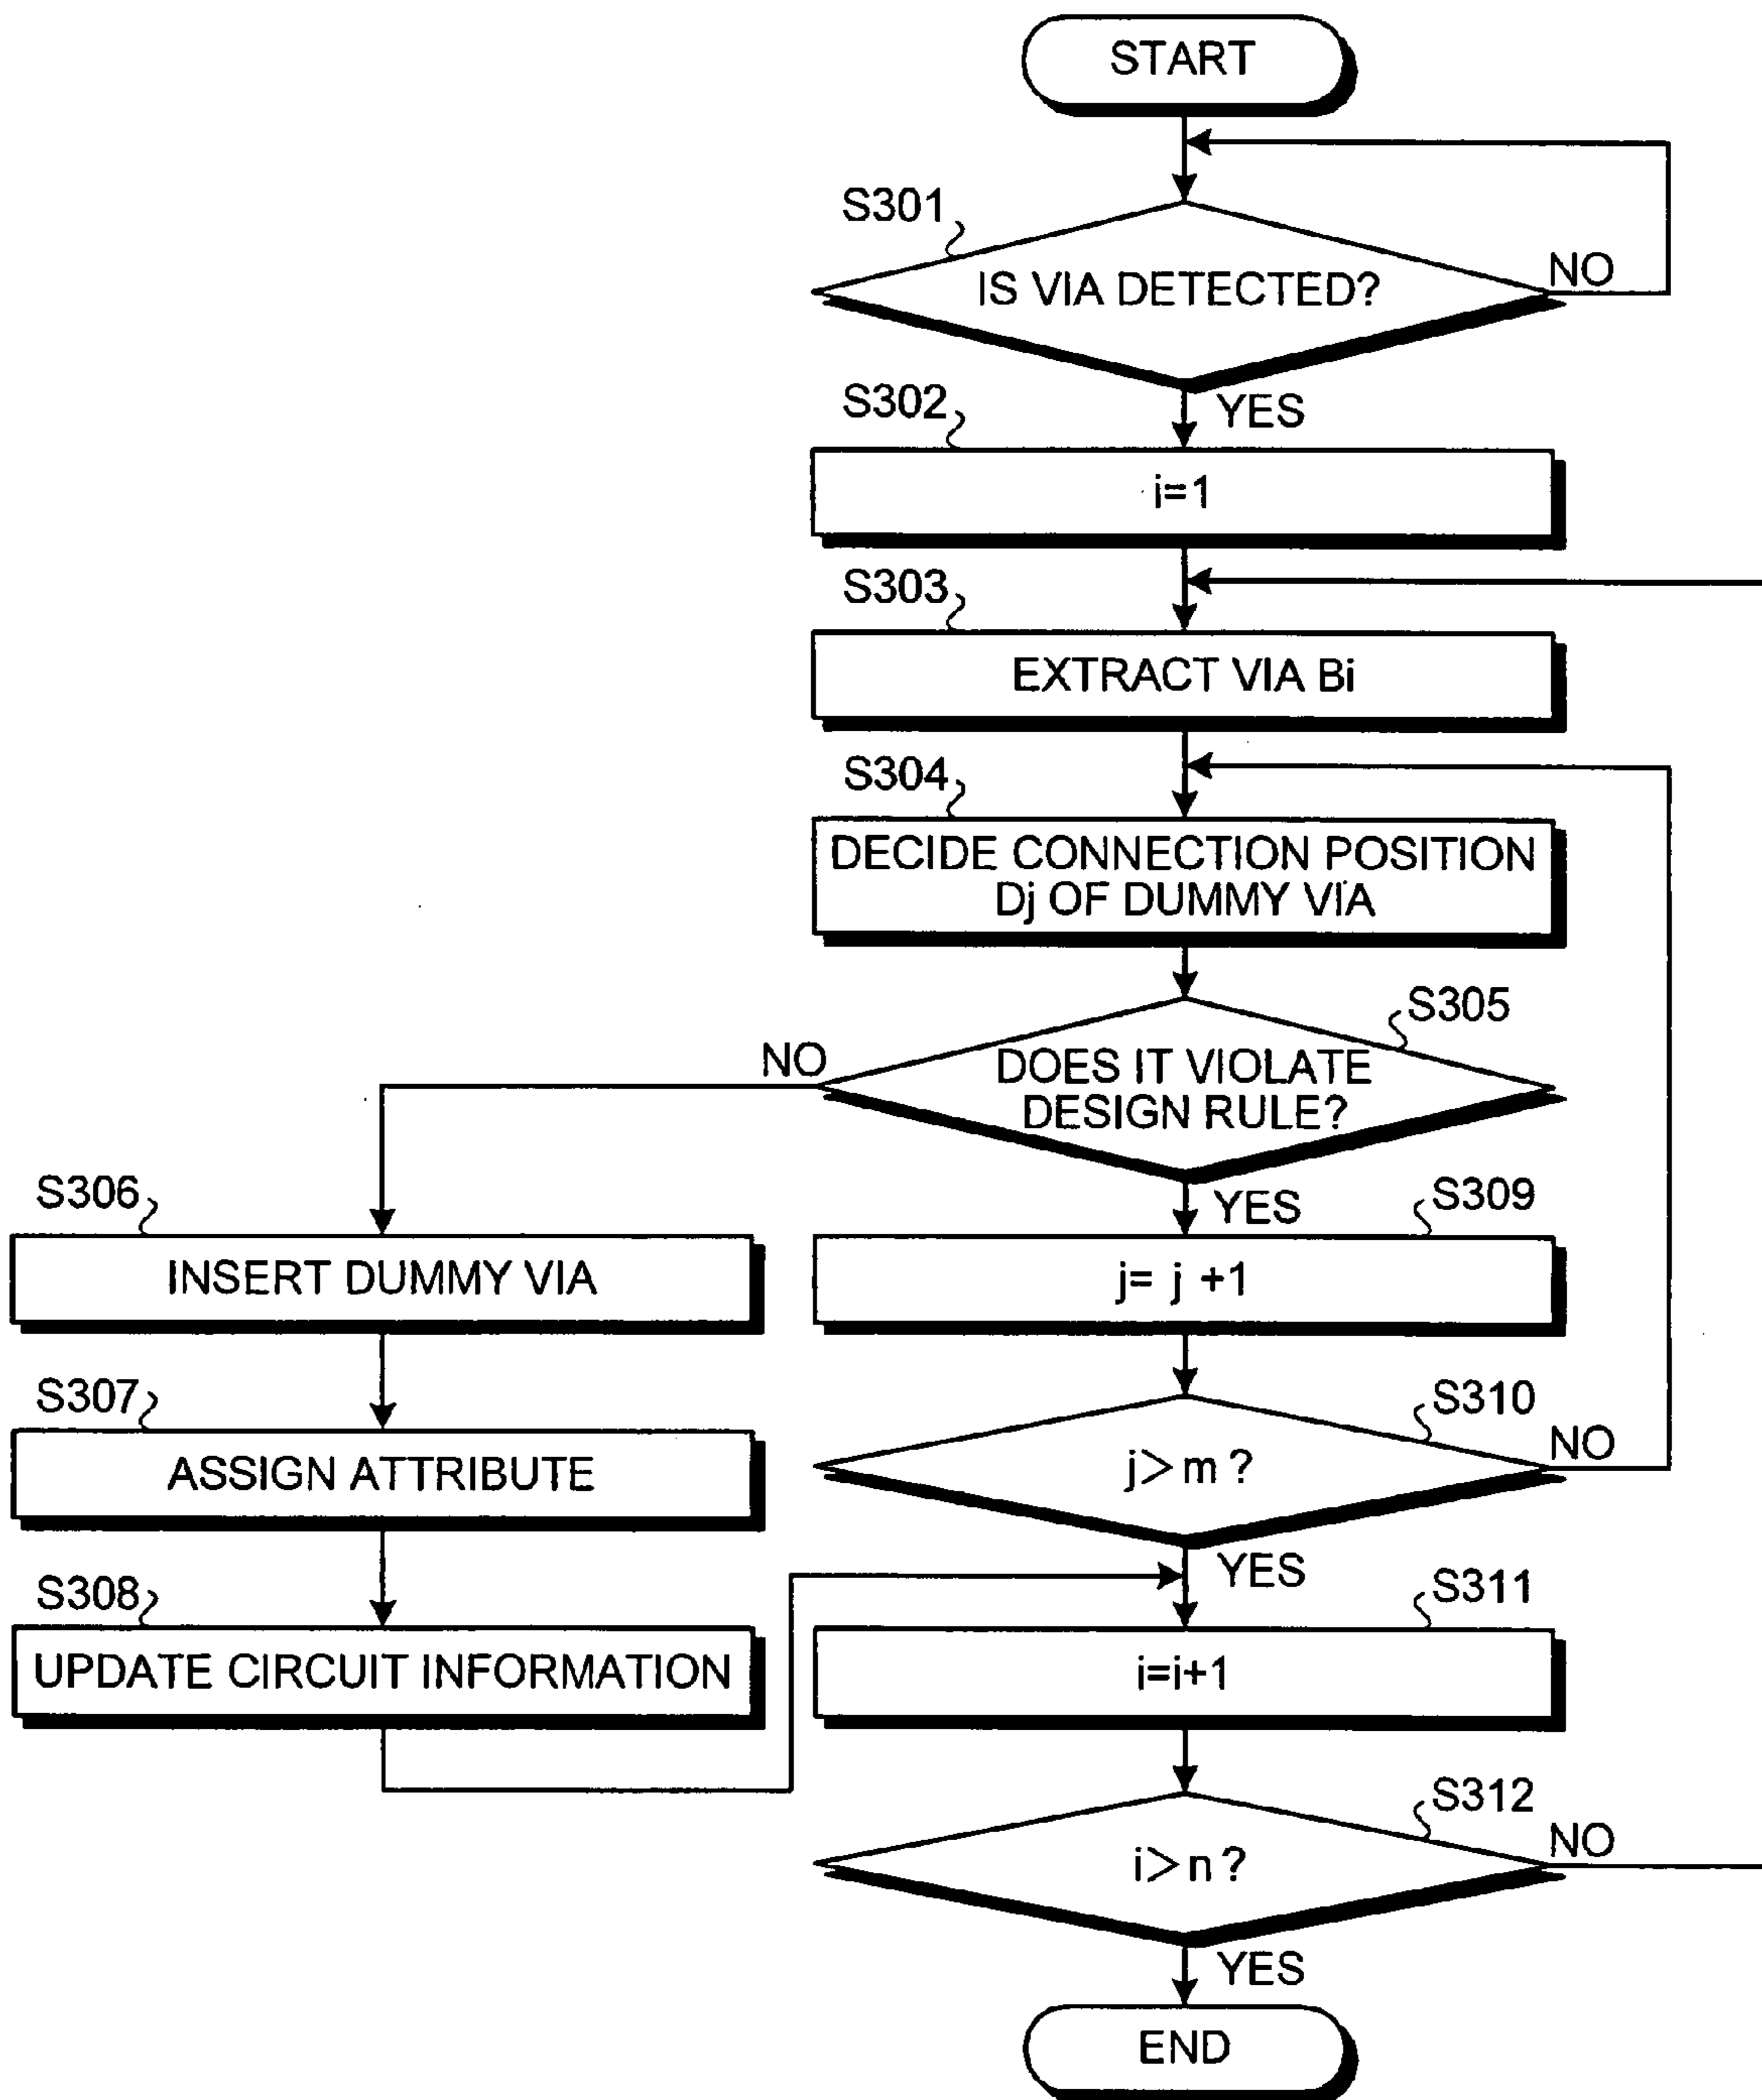 START
S301
IS VIA DETECTED?
NO
YES
S302
i=1
S303
EXTRACT VIA Bi
S304
DECIDE CONNECTION POSITION
Dj OF DUMMY VIA
S305
DOES IT VIOLATE
DESIGN RULE?
NO
YES
S306
INSERT DUMMY VIA
S307
ASSIGN ATTRIBUTE
S308
UPDATE CIRCUIT INFORMATION
S309
j= j +1
S310
j>m ?
NO
YES
S311
i=i+1
S312
i>n ?
NO
YES
END